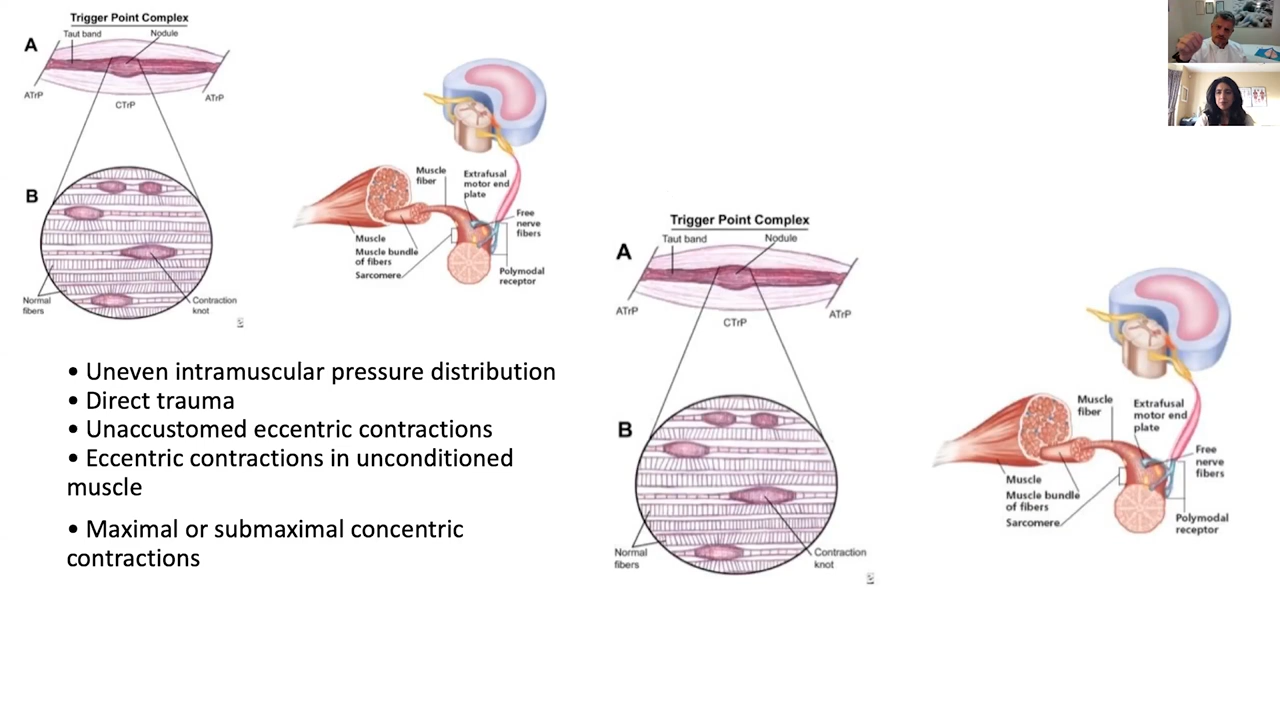 Trigger Point Complex
A
Taut band
Nodule
ATrP
CTrP
ATrP
B
Normal
fibers
Contraction
knot
Muscle
fiber
Extrafusal
motor end
plate
Free
nerve
fibers
Muscle
Muscle bundle
of fibers
Sarcomere
Polymodal
receptor
• Uneven intramuscular pressure distribution
• Direct trauma
• Unaccustomed eccentric contractions
• Eccentric contractions in unconditioned
muscle
• Maximal or submaximal concentric
contractions
Trigger Point Complex
A
Taut band
Nodule
ATrP
CTrP
ATrP
B
Normal
fibers
Contraction
knot
Muscle
fiber
Extrafusal
motor end
plate
Free
nerve
fibers
Muscle
Muscle bundle
of fibers
Sarcomere
Polymodal
receptor